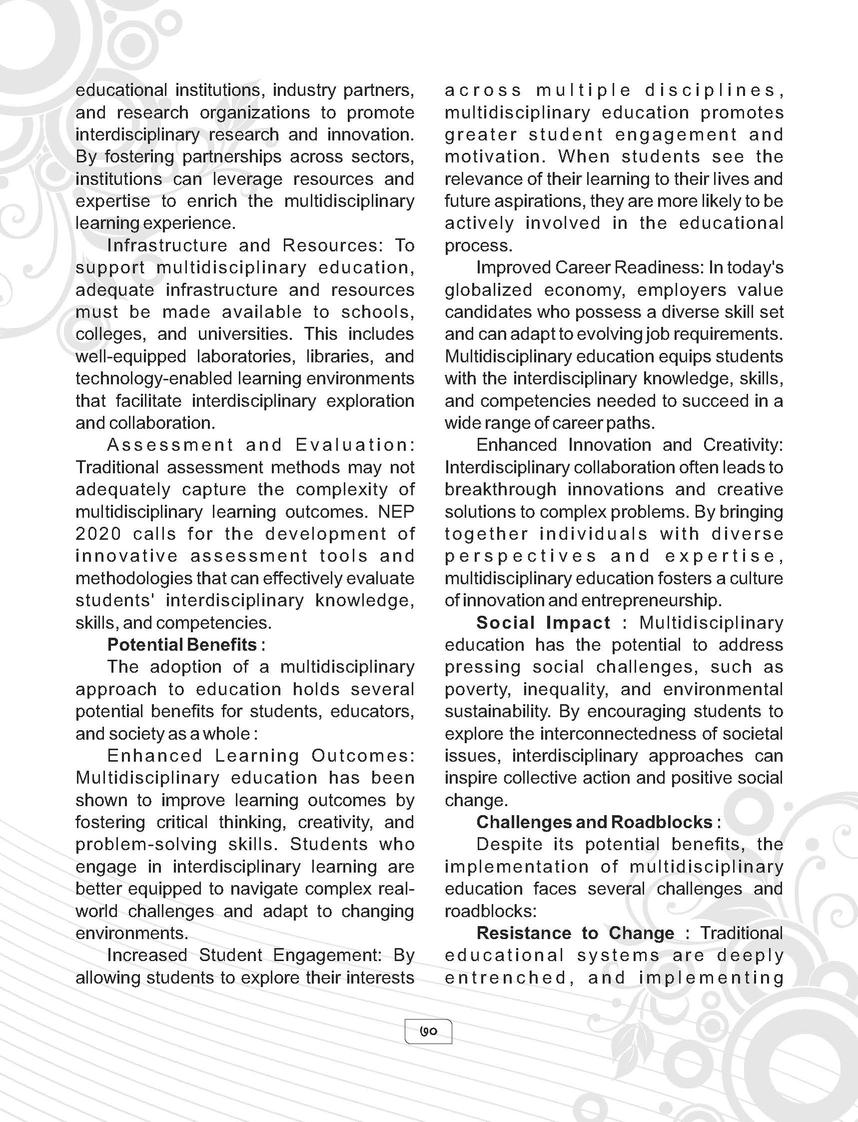 educational institutions, industry partners,
and research organizations to promote
interdisciplinary research and innovation.
By fostering partnerships across sectors,
institutions can leverage resources and
expertise to enrich the multidisciplinary
learning experience.
Infrastructure and Resources: To
support multidisciplinary education,
adequate infrastructure and resources
must be made available to schools,
colleges, and universities. This includes
well-equipped laboratories, libraries, and
technology-enabled learning environments
that facilitate interdisciplinary exploration
and collaboration.
Assessment and Evaluation:
Traditional assessment methods may not
adequately capture the complexity of
multidisciplinary learning outcomes. NEP
2020 calls for the development of
innovative assessment tools and
methodologies that can effectively evaluate
students' interdisciplinary knowledge,
skills, and competencies.
Potential Benefits :
The adoption of a multidisciplinary
approach to education holds several
potential benefits for students, educators,
and society as a whole :
Enhanced Learning Outcomes:
Multidisciplinary education has been
shown to improve learning outcomes by
fostering critical thinking, creativity, and
problem-solving skills. Students who
engage in interdisciplinary learning are
better equipped to navigate complex real-
world challenges and adapt to changing
environments.
Increased Student Engagement: By
allowing students to explore their interests
across multiple disciplines,
multidisciplinary education promotes
greater student engagement and
motivation. When students see the
relevance of their learning to their lives and
future aspirations, they are more likely to be
actively involved in the educational
process.
Improved Career Readiness: In today's
globalized economy, employers value
candidates who possess a diverse skill set
and can adapt to evolving job requirements.
Multidisciplinary education equips students
with the interdisciplinary knowledge, skills,
and competencies needed to succeed in a
wide range of career paths.
Enhanced Innovation and Creativity:
Interdisciplinary collaboration often leads to
breakthrough innovations and creative
solutions to complex problems. By bringing
together individuals with diverse
perspectives and expertise,
multidisciplinary education fosters a culture
of innovation and entrepreneurship.
Social Impact : Multidisciplinary
education has the potential to address
pressing social challenges, such as
poverty, inequality, and environmental
sustainability. By encouraging students to
explore the interconnectedness of societal
issues, interdisciplinary approaches can
inspire collective action and positive social
change.
Challenges and Roadblocks :
Despite its potential benefits, the
implementation of multidisciplinary
education faces several challenges and
roadblocks:
Resistance to Change : Traditional
educational systems are deeply
entrenched, and implementing
৩০